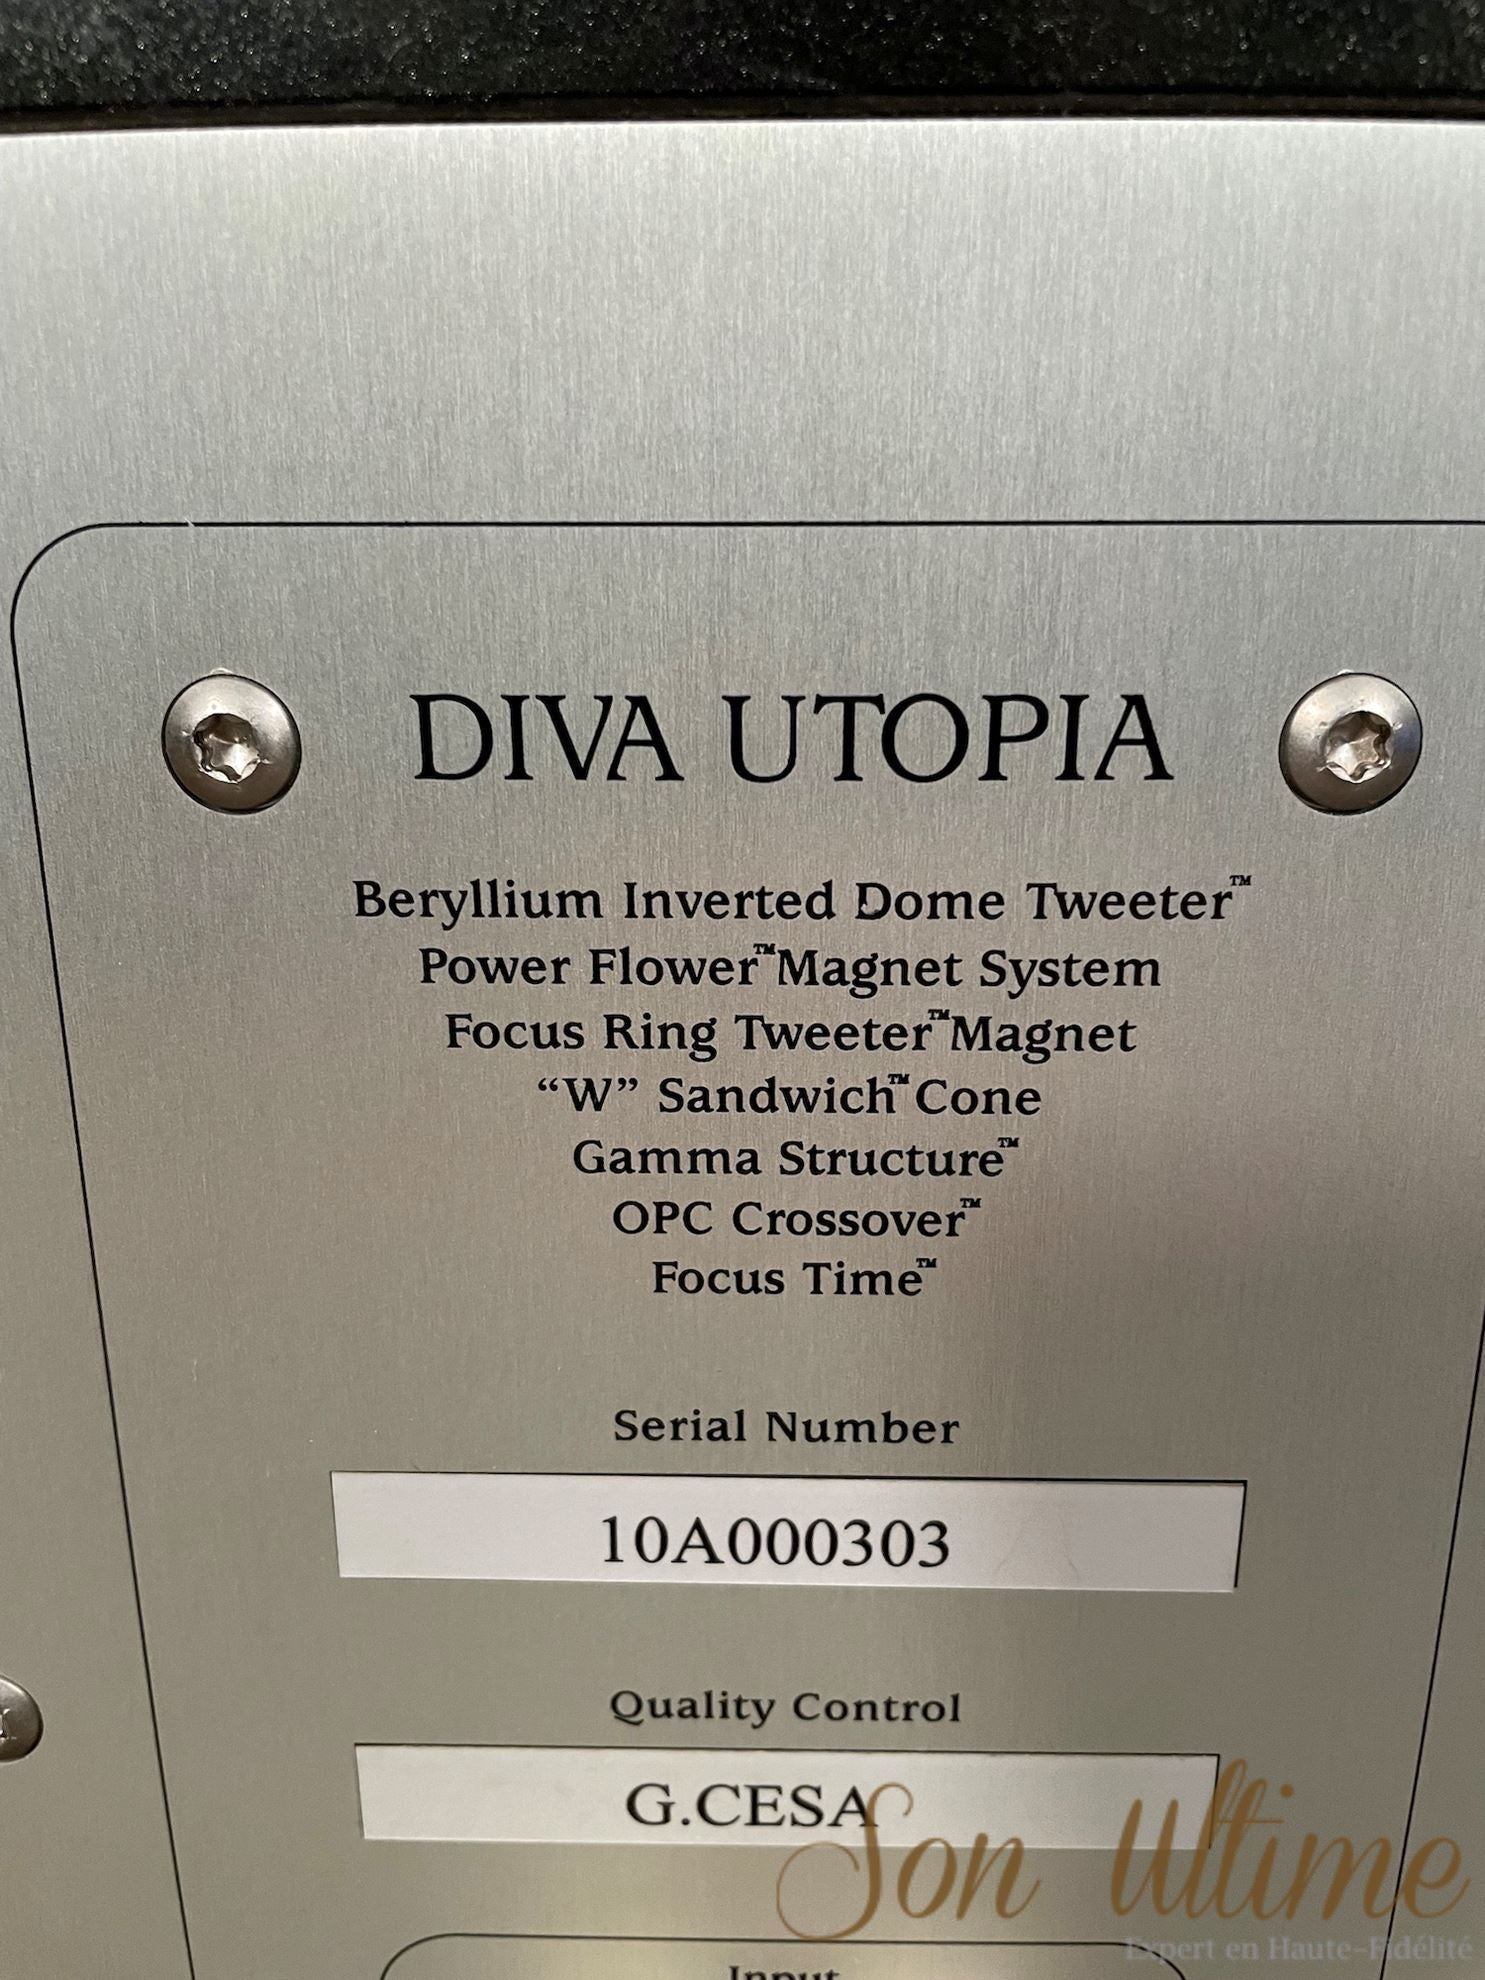 DIVA UTOPIA
Beryllium Inverted Dome Tweeter™
Power Flower™ Magnet System
Focus Ring Tweeter™ Magnet
“W” Sandwich™ Cone
Gamma Structure™
OPC Crossover™
Focus Time™
Serial Number
10A000303
Quality Control
G.CESA
Son Ultime
Expert en Haute-Fidélité
Input